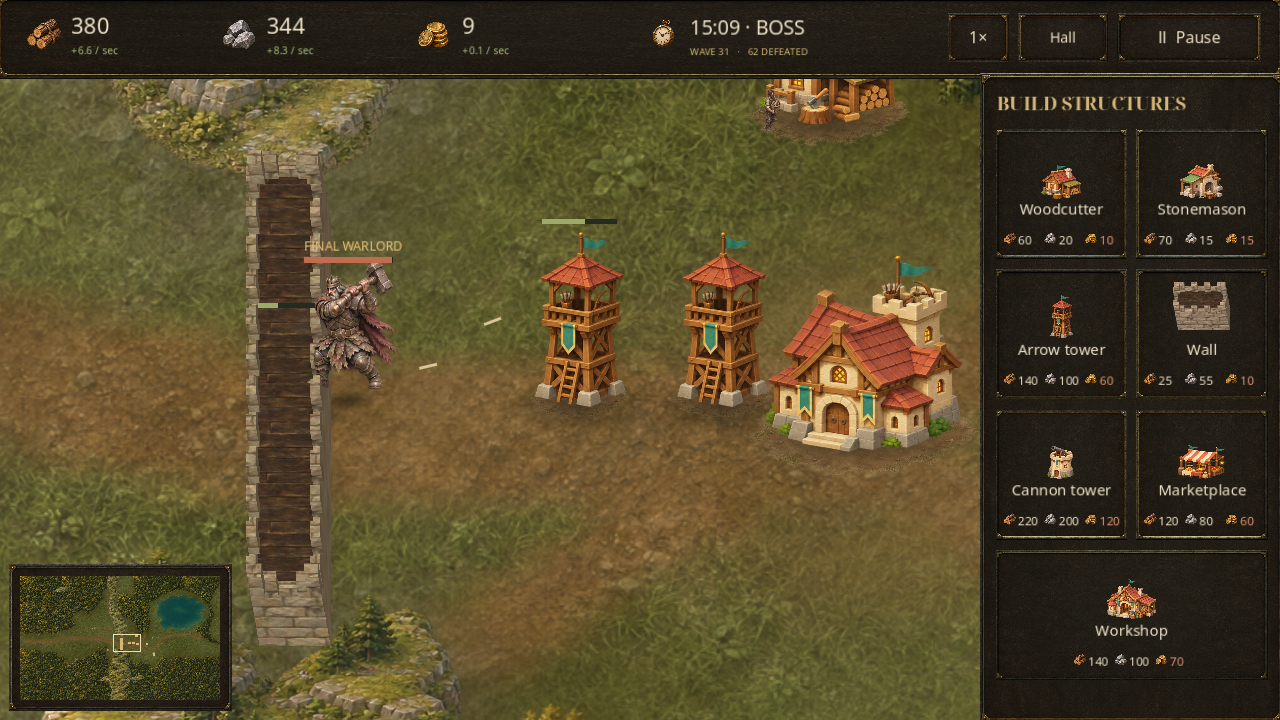 380
+6.6 / sec
344
+8.3 / sec
9
+0.1 / sec
15:09 · BOSS
WAVE 31 · 62 DEFEATED
1×
Hall
II Pause
BUILD STRUCTURES
Woodcutter
60 20 10
Stonemason
70 15 15
Arrow tower
140 100 60
Wall
25 55 10
Cannon tower
220 200 120
Marketplace
120 80 60
Workshop
140 100 70
FINAL WARLORD